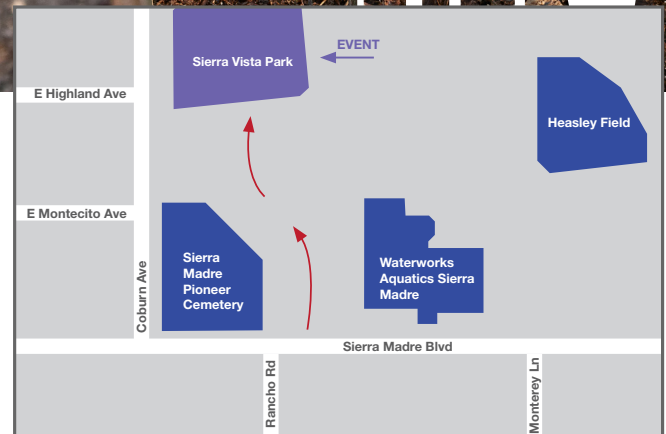 EVENT
Sierra Vista Park
E Highland Ave
Heasley Field
E Montecito Ave
Sierra
Madre
Pioneer
Cemetery
Waterworks
Aquatics Sierra
Madre
Coburn Ave
Sierra Madre Blvd
Rancho Rd
Monterey Ln